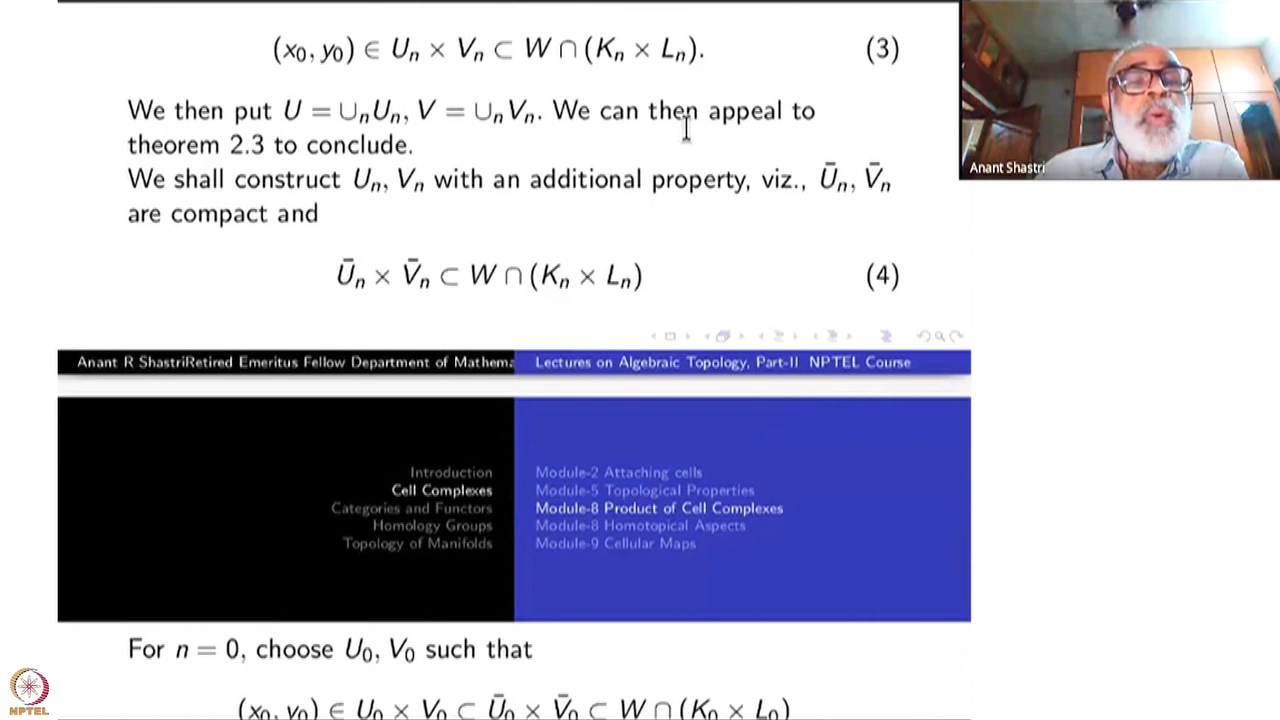 (x₀, y₀) ∈ Uₙ × Vₙ ⊂ W ∩ (Kₙ × Lₙ). (3)
We then put U = ∪ₙUₙ, V = ∪ₙVₙ. We can then appeal to
theorem 2.3 to conclude.
We shall construct Uₙ, Vₙ with an additional property, viz., Ūₙ, V̄ₙ
are compact and
Ūₙ × V̄ₙ ⊂ W ∩ (Kₙ × Lₙ) (4)
Anant Shastri
Anant R ShastriRetired Emeritus Fellow Department of Mathema
Lectures on Algebraic Topology, Part-II NPTEL Course
Introduction
Cell Complexes
Categories and Functors
Homology Groups
Topology of Manifolds
Module-2 Attaching cells
Module-5 Topological Properties
Module-8 Product of Cell Complexes
Module-8 Homotopical Aspects
Module-9 Cellular Maps
For n = 0, choose U₀, V₀ such that
(x₀, y₀) ∈ U₀ × V₀ ⊂ Ū₀ × V̄₀ ⊂ W ∩ (K₀ × L₀)
NPTEL